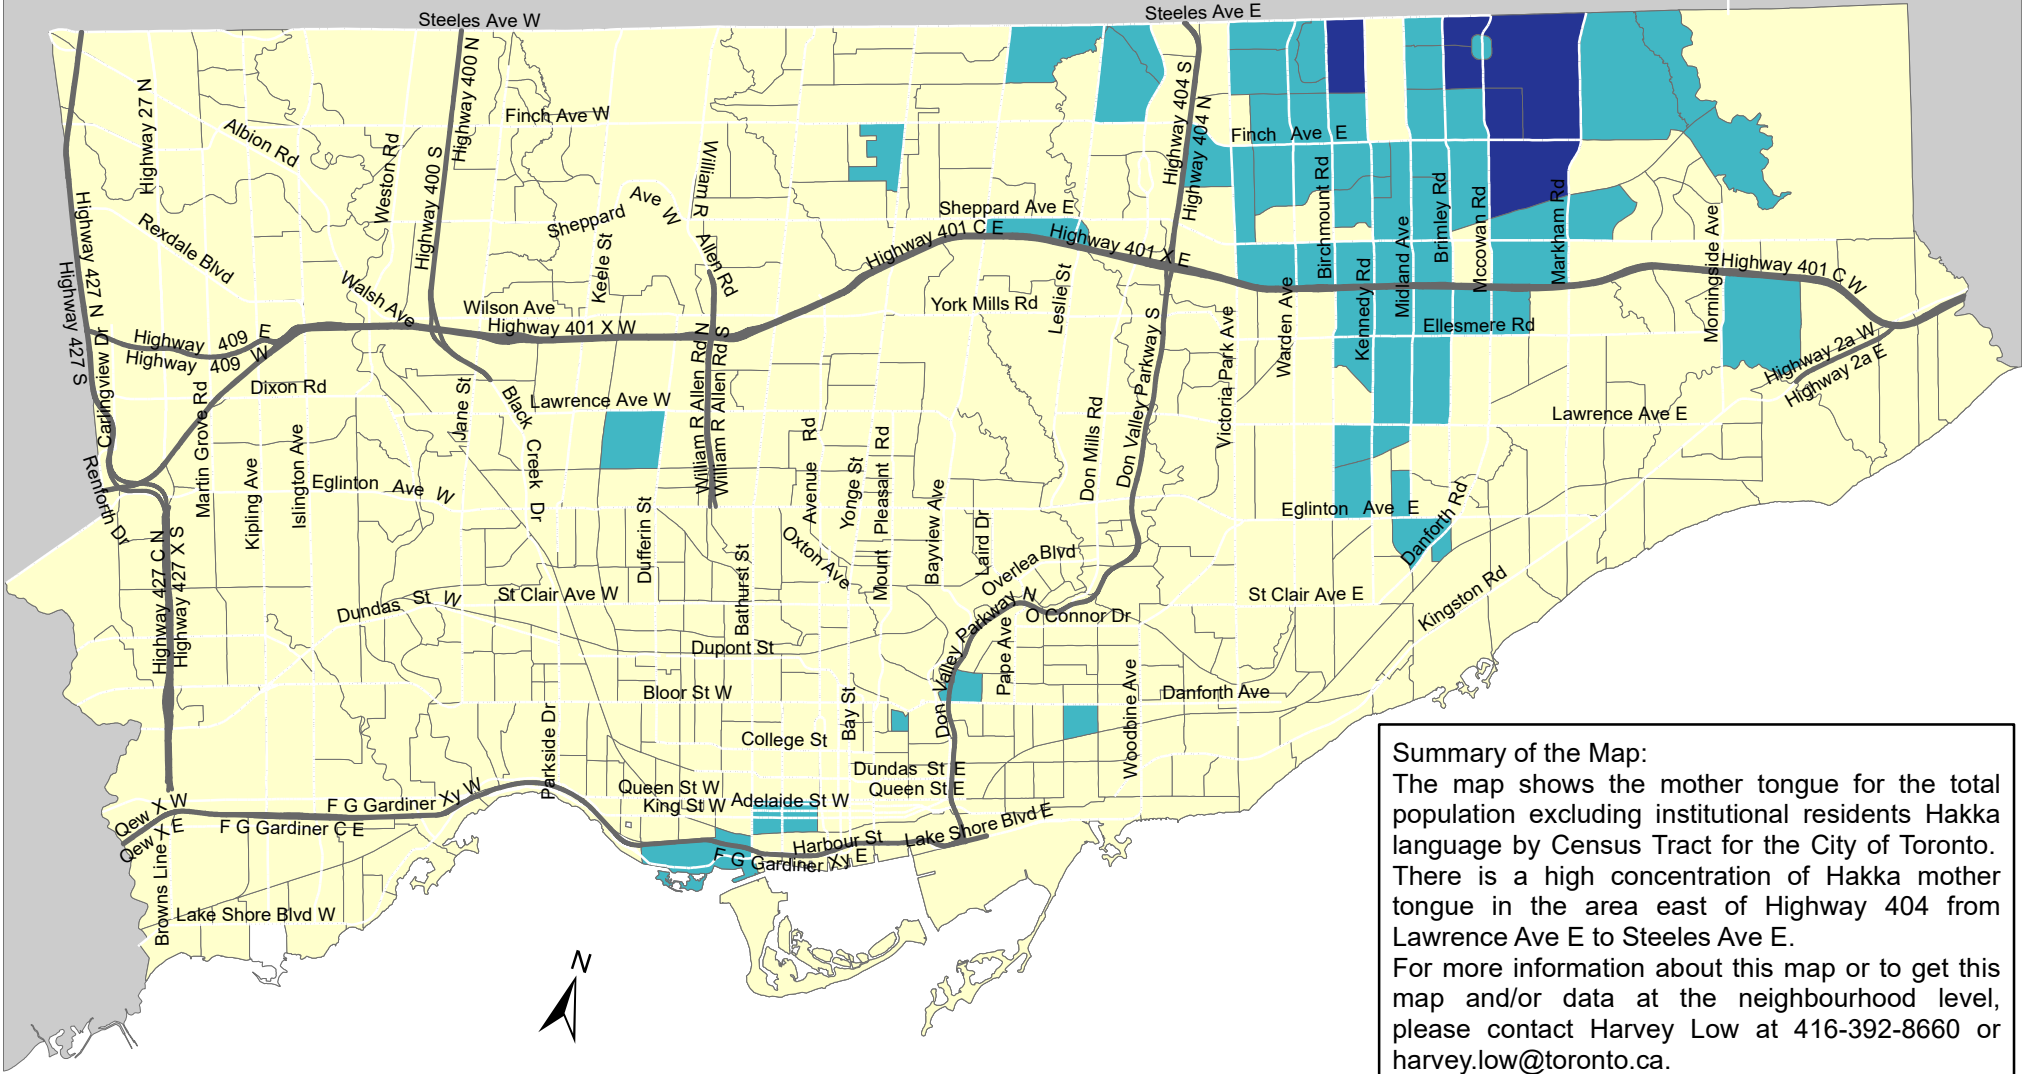 Steeles Ave W
Steeles Ave E
Highway 27 N
Albion Rd
Weston Rd
Highway 400 N
Highway 400 S
Finch Ave W
William R
Allen Rd
Highway 404 S
Highway 404 N
Finch Ave E
Birchmount Rd
Brimley Rd
Mccowan Rd
Markham Rd
Midland Ave
Kennedy Rd
Morningside Ave
Highway 427 N
Highway 427 S
Rexdale Blvd
Sheppard Ave W
Keele St
Walsh Ave
Wilson Ave
Highway 401 X W
Sheppard Ave E
Highway 401 C E
Highway 401 X E
Highway 401 C W
York Mills Rd
Leslie St
Ellesmere Rd
Highway 2a W
Highway 2a E
Carlingview Dr
Highway 409 E
Highway 409 W
Dixon Rd
Martin Grove Rd
Kipling Ave
Islington Ave
Jane St
Black Creek Dr
Lawrence Ave W
William R Allen Rd N
William R Allen Rd S
Avenue Rd
Yonge St
Mount Pleasant Rd
Bayview Ave
Laird Dr
Don Mills Rd
Don Valley Parkway S
Victoria Park Ave
Warden Ave
Lawrence Ave E
Renforth Dr
Eglinton Ave W
Eglinton Ave E
Danforth Rd
Dufferin St
Bathurst St
Oxton Ave
Overlea Blvd
Highway 427 C N
Highway 427 X S
Dundas St W
St Clair Ave W
St Clair Ave E
Kingston Rd
Don Valley Parkway N
O Connor Dr
Pape Ave
Dupont St
Bloor St W
Bay St
Danforth Ave
Woodbine Ave
Parkside Dr
College St
Dundas St E
Queen St E
Queen St W
King St W
Adelaide St W
Qew X W
Qew X E
F G Gardiner Xy W
F G Gardiner C E
Harbour St
Lake Shore Blvd E
F G Gardiner Xy E
Browns Line
Lake Shore Blvd W
N
Summary of the Map:
The map shows the mother tongue for the total
population excluding institutional residents Hakka
language by Census Tract for the City of Toronto.
There is a high concentration of Hakka mother
tongue in the area east of Highway 404 from
Lawrence Ave E to Steeles Ave E.
For more information about this map or to get this
map and/or data at the neighbourhood level,
please contact Harvey Low at 416-392-8660 or
harvey.low@toronto.ca.